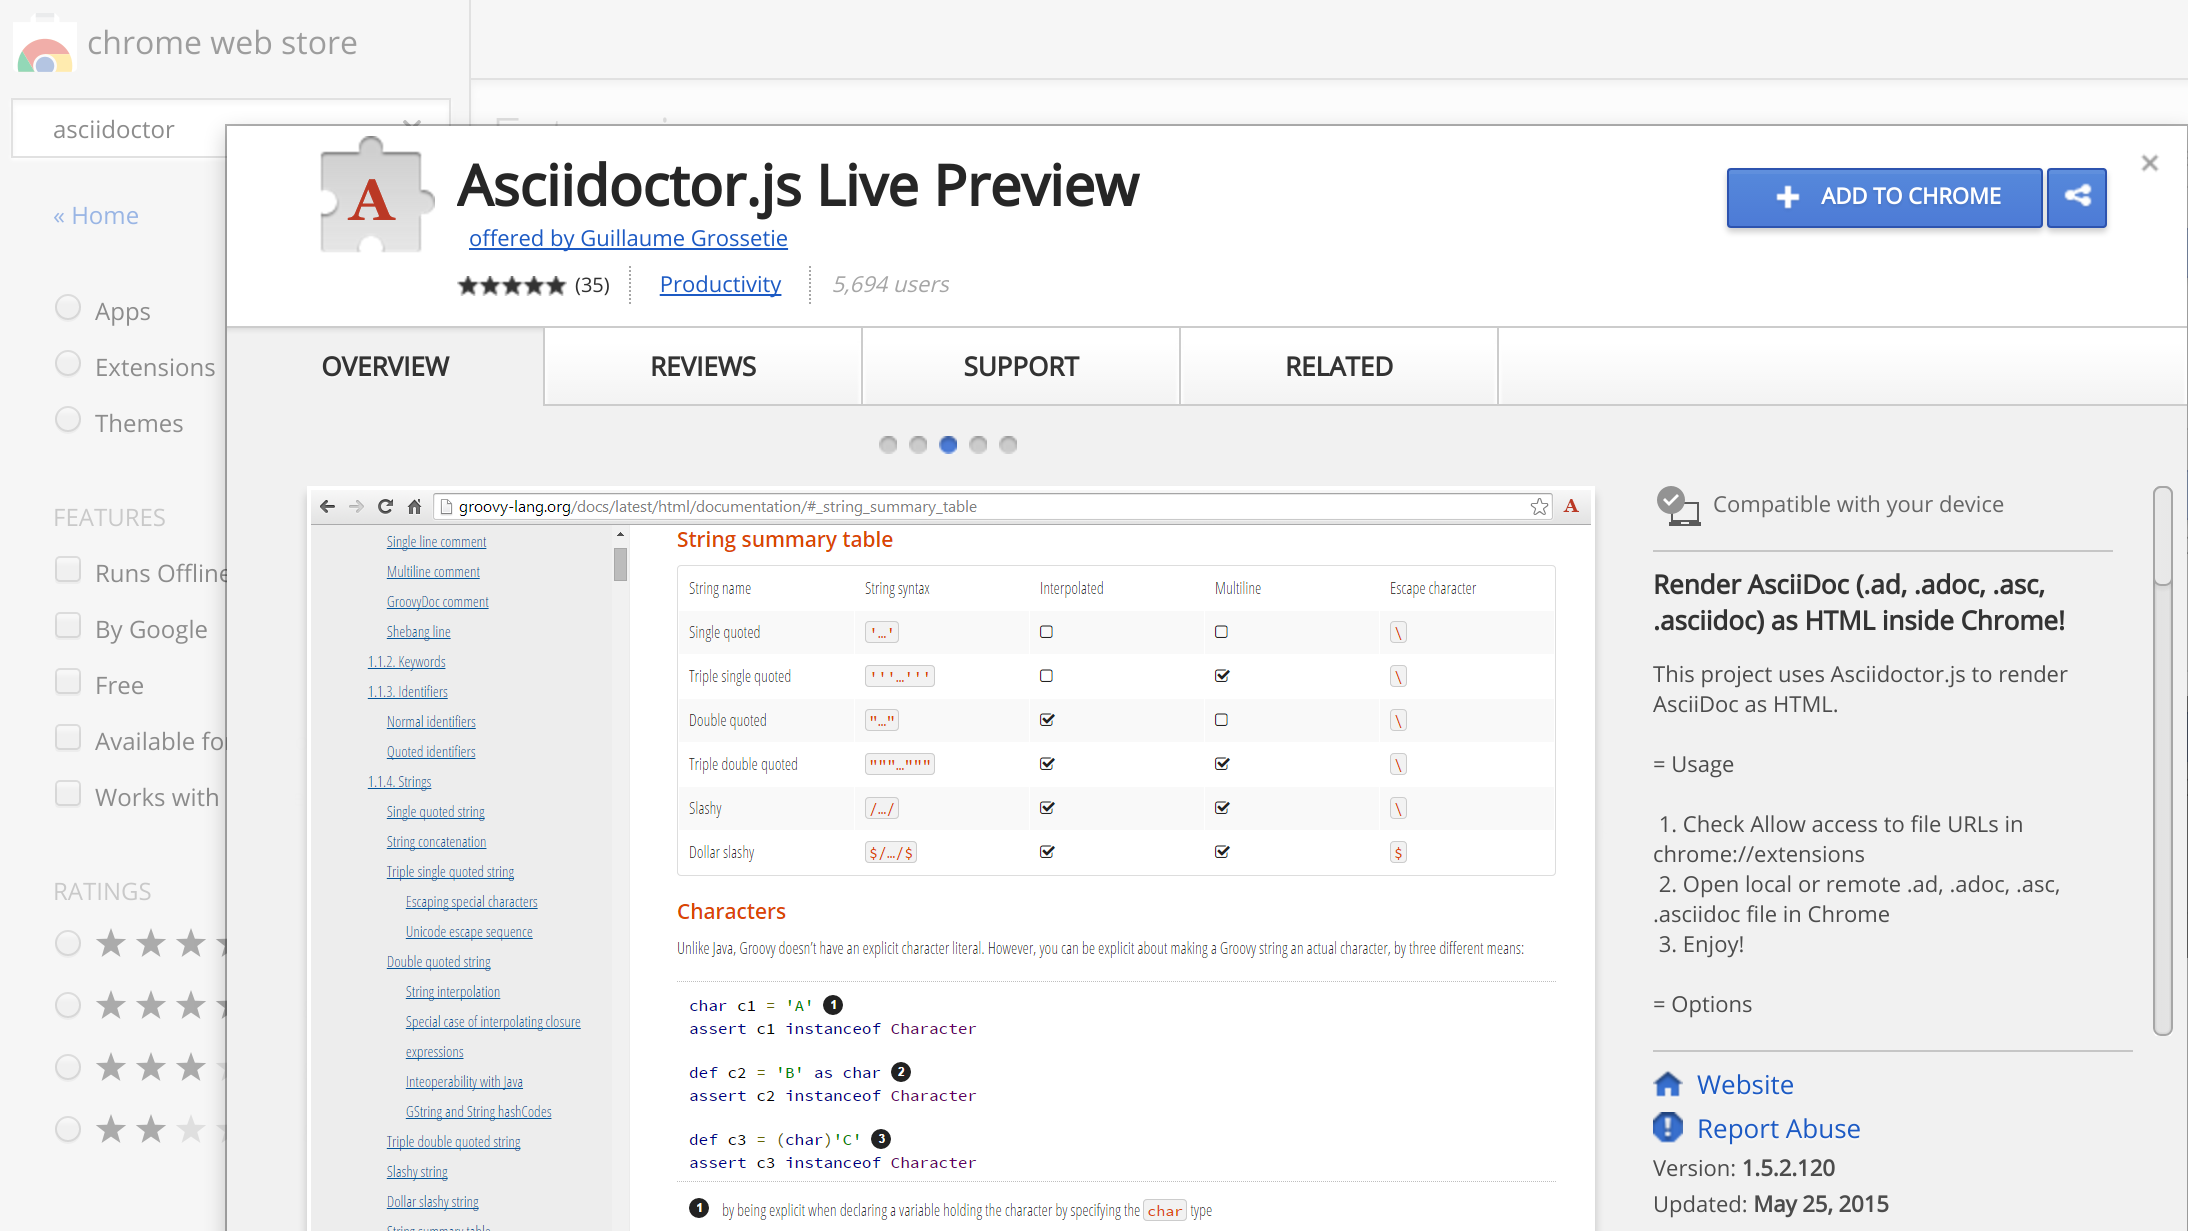 chrome web store
asciidoctor
« Home
Apps
Extensions
Themes
FEATURES
Runs Offline
By Google
Free
Available for
Works with
RATINGS
A
Asciidoctor.js Live Preview
offered by Guillaume Grossetie
(35)
Productivity
5,694 users
ADD TO CHROME
OVERVIEW
REVIEWS
SUPPORT
RELATED
groovy-lang.org/docs/latest/html/documentation/#_string_summary_table
A
Single line comment
Multiline comment
GroovyDoc comment
Shebang line
1.1.2. Keywords
1.1.3. Identifiers
Normal identifiers
Quoted identifiers
1.1.4. Strings
Single quoted string
String concatenation
Triple single quoted string
Escaping special characters
Unicode escape sequence
Double quoted string
String interpolation
Special case of interpolating closure
expressions
Inteoperability with Java
GString and String hashCodes
Triple double quoted string
Slashy string
Dollar slashy string
String summary table
String summary table
String name String syntax Interpolated Multiline Escape character
Single quoted '…' \
Triple single quoted '''…''' \
Double quoted "…" \
Triple double quoted """…""" \
Slashy /…/ \
Dollar slashy $/…/$ $
Characters
Unlike Java, Groovy doesn't have an explicit character literal. However, you can be explicit about making a Groovy string an actual character, by three different means:
char c1 = 'A' 1
assert c1 instanceof Character
def c2 = 'B' as char 2
assert c2 instanceof Character
def c3 = (char)'C' 3
assert c3 instanceof Character
1 by being explicit when declaring a variable holding the character by specifying the char type
Compatible with your device
Render AsciiDoc (.ad, .adoc, .asc,
.asciidoc) as HTML inside Chrome!
This project uses Asciidoctor.js to render
AsciiDoc as HTML.
= Usage
1. Check Allow access to file URLs in
chrome://extensions
2. Open local or remote .ad, .adoc, .asc,
.asciidoc file in Chrome
3. Enjoy!
= Options
Website
Report Abuse
Version: 1.5.2.120
Updated: May 25, 2015